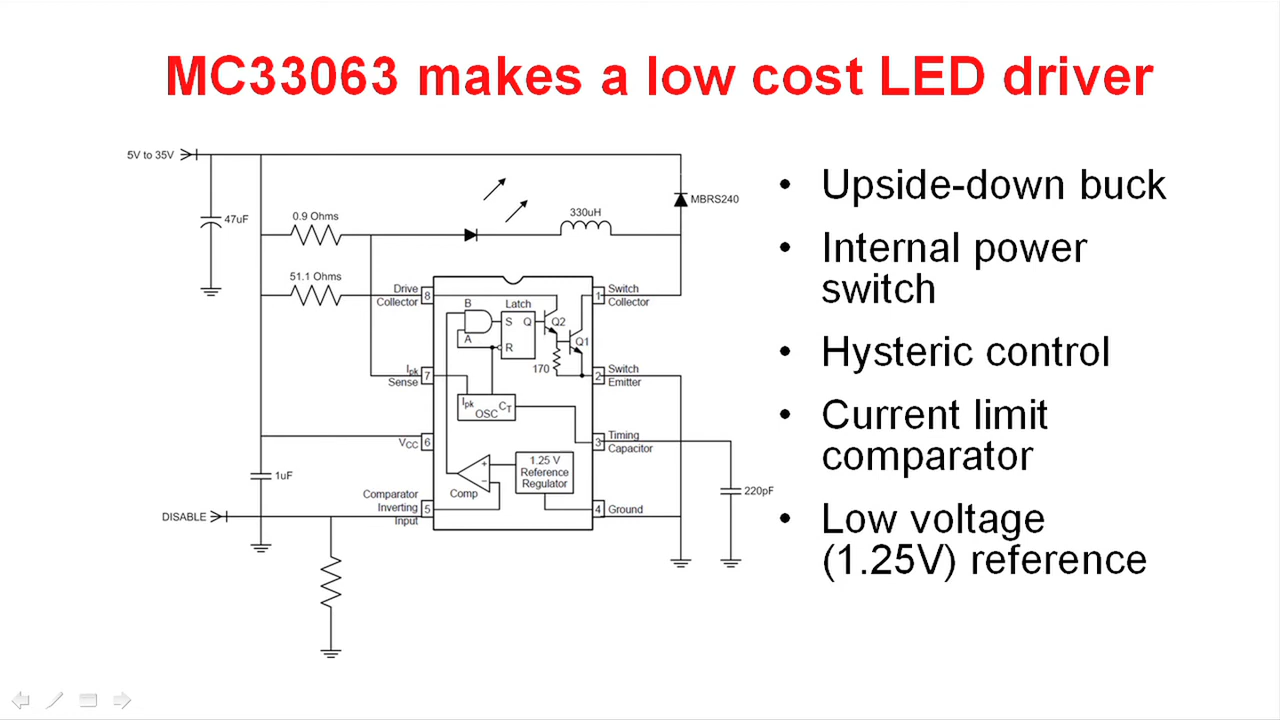 MC33063 makes a low cost LED driver
5V to 35V
47uF
0.9 Ohms
51.1 Ohms
330uH
MBRS240
Drive
Collector
8
B
Latch
A
S
Q
R
Q2
Q1
170
1
Switch
Collector
Ipk
Sense
7
Ipk
OSC
CT
2
Switch
Emitter
VCC
6
3
Timing
Capacitor
1uF
1.25 V
Reference
Regulator
+
−
Comp
220pF
DISABLE
Comparator
Inverting
Input
5
4
Ground
• Upside-down buck
• Internal power
switch
• Hysteric control
• Current limit
comparator
• Low voltage
(1.25V) reference